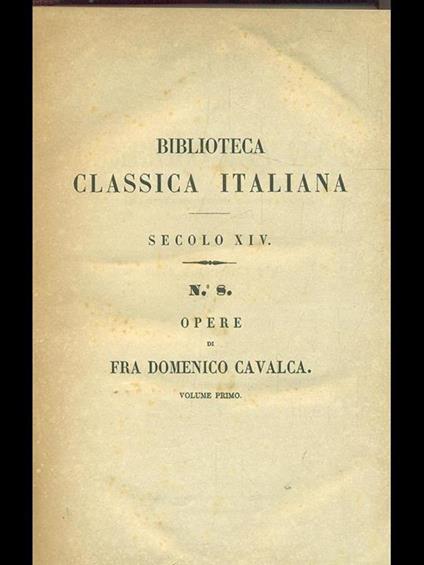 BIBLIOTECA
CLASSICA ITALIANA
SECOLO XIV.
N.° 8.
OPERE
DI
FRA DOMENICO CAVALCA.
VOLUME PRIMO.